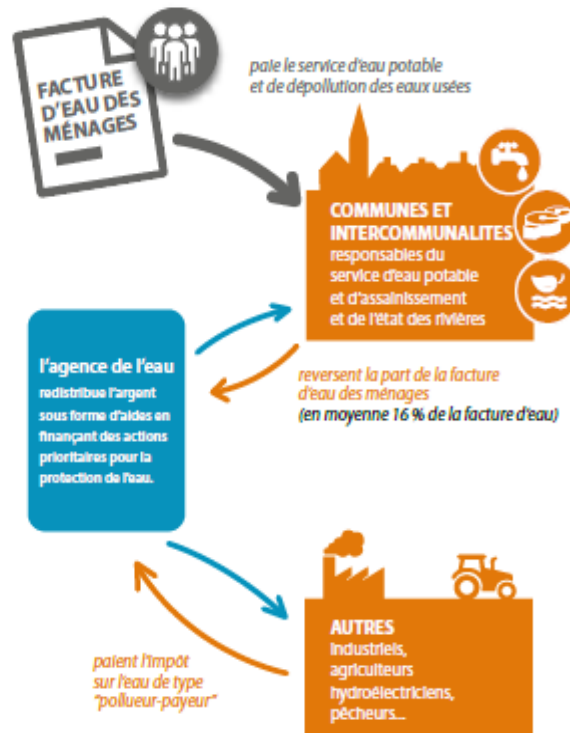 FACTURE
D'EAU DES
MÉNAGES
paie le service d'eau potable
et de dépollution des eaux usées
COMMUNES ET
INTERCOMMUNALITES
responsables du
service d'eau potable
et d'assainissement
et de l'état des rivières
l'agence de l'eau
redistribue l'argent
sous forme d'aides en
finançant des actions
prioritaires pour la
protection de l'eau.
reversent la part de la facture
d'eau des ménages
(en moyenne 16 % de la facture d'eau)
AUTRES
industriels,
agriculteurs
hydroélectriciens,
pêcheurs...
paient l'impôt
sur l'eau de type
"pollueur-payeur"